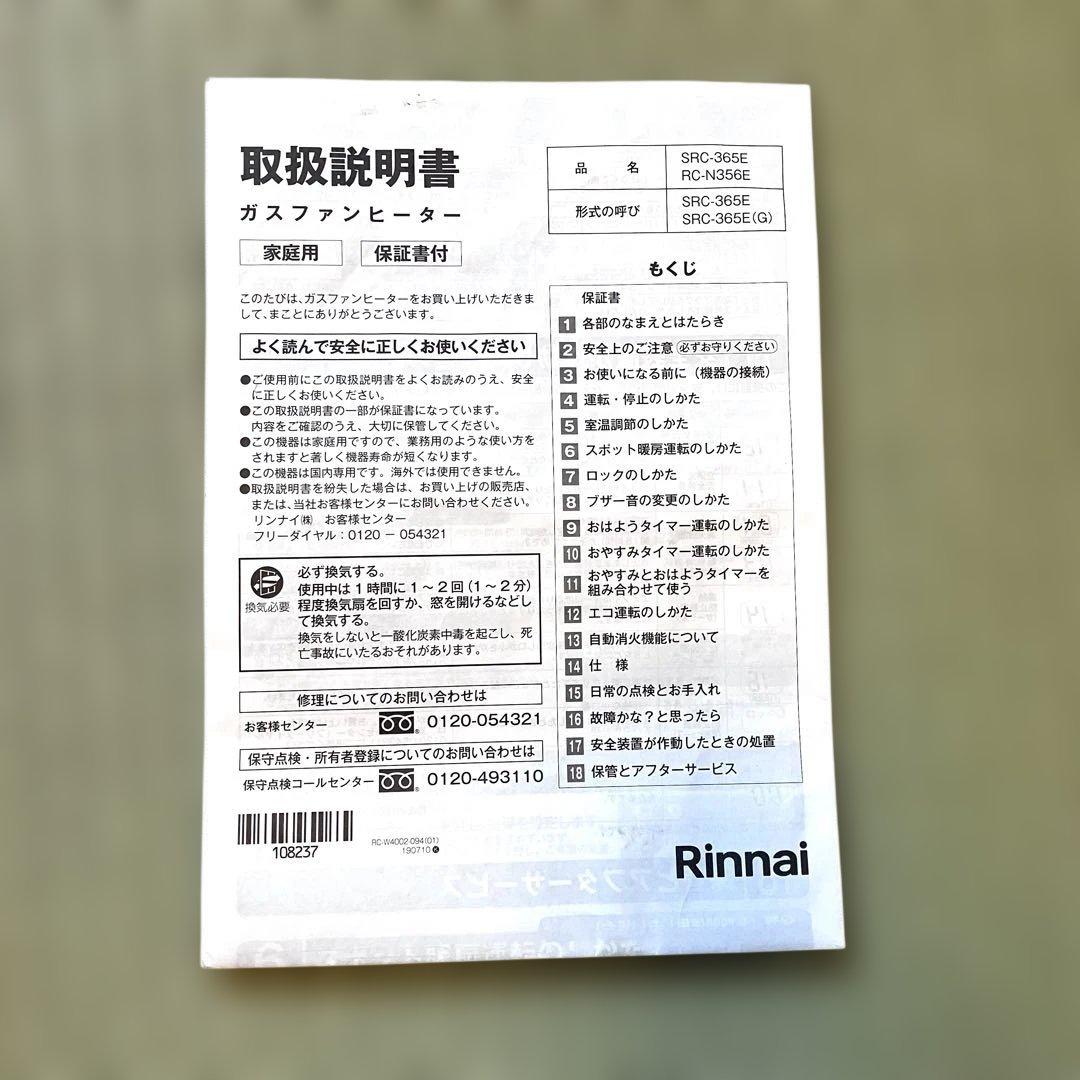 取扱説明書
ガスファンヒーター
家庭用
保証書付
品 名
SRC-365E
RC-N356E
形式の呼び
SRC-365E
SRC-365E(G)
このたびは、ガスファンヒーターをお買い上げいただきま
して、まことにありがとうございます。
よく読んで安全に正しくお使いください
●ご使用前にこの取扱説明書をよくお読みのうえ、安全
に正しくお使いください。
●この取扱説明書の一部が保証書になっています。
内容をご確認のうえ、大切に保管してください。
●この機器は家庭用ですので、業務用のような使い方を
されますと著しく機器寿命が短くなります。
●この機器は国内専用です。海外では使用できません。
●取扱説明書を紛失した場合は、お買い上げの販売店、
または、当社お客様センターにお問い合わせください。
リンナイ㈱ お客様センター
フリーダイヤル:0120 − 054321
換気必要
必ず換気する。
使用中は1時間に1〜2回(1〜2分)
程度換気扇を回すか、窓を開けるなどし
て換気する。
換気をしないと一酸化炭素中毒を起こし、死
亡事故にいたるおそれがあります。
修理についてのお問い合わせは
お客様センター 0120-054321
保守点検・所有者登録についてのお問い合わせは
保守点検コールセンター 0120-493110
108237
RC-W4002-094(01)
190710Ⓚ
もくじ
保証書
1 各部のなまえとはたらき
2 安全上のご注意 必ずお守りください
3 お使いになる前に(機器の接続)
4 運転・停止のしかた
5 室温調節のしかた
6 スポット暖房運転のしかた
7 ロックのしかた
8 ブザー音の変更のしかた
9 おはようタイマー運転のしかた
10 おやすみタイマー運転のしかた
11 おやすみとおはようタイマーを
組み合わせて使う
12 エコ運転のしかた
13 自動消火機能について
14 仕 様
15 日常の点検とお手入れ
16 故障かな?と思ったら
17 安全装置が作動したときの処置
18 保管とアフターサービス
Rinnai